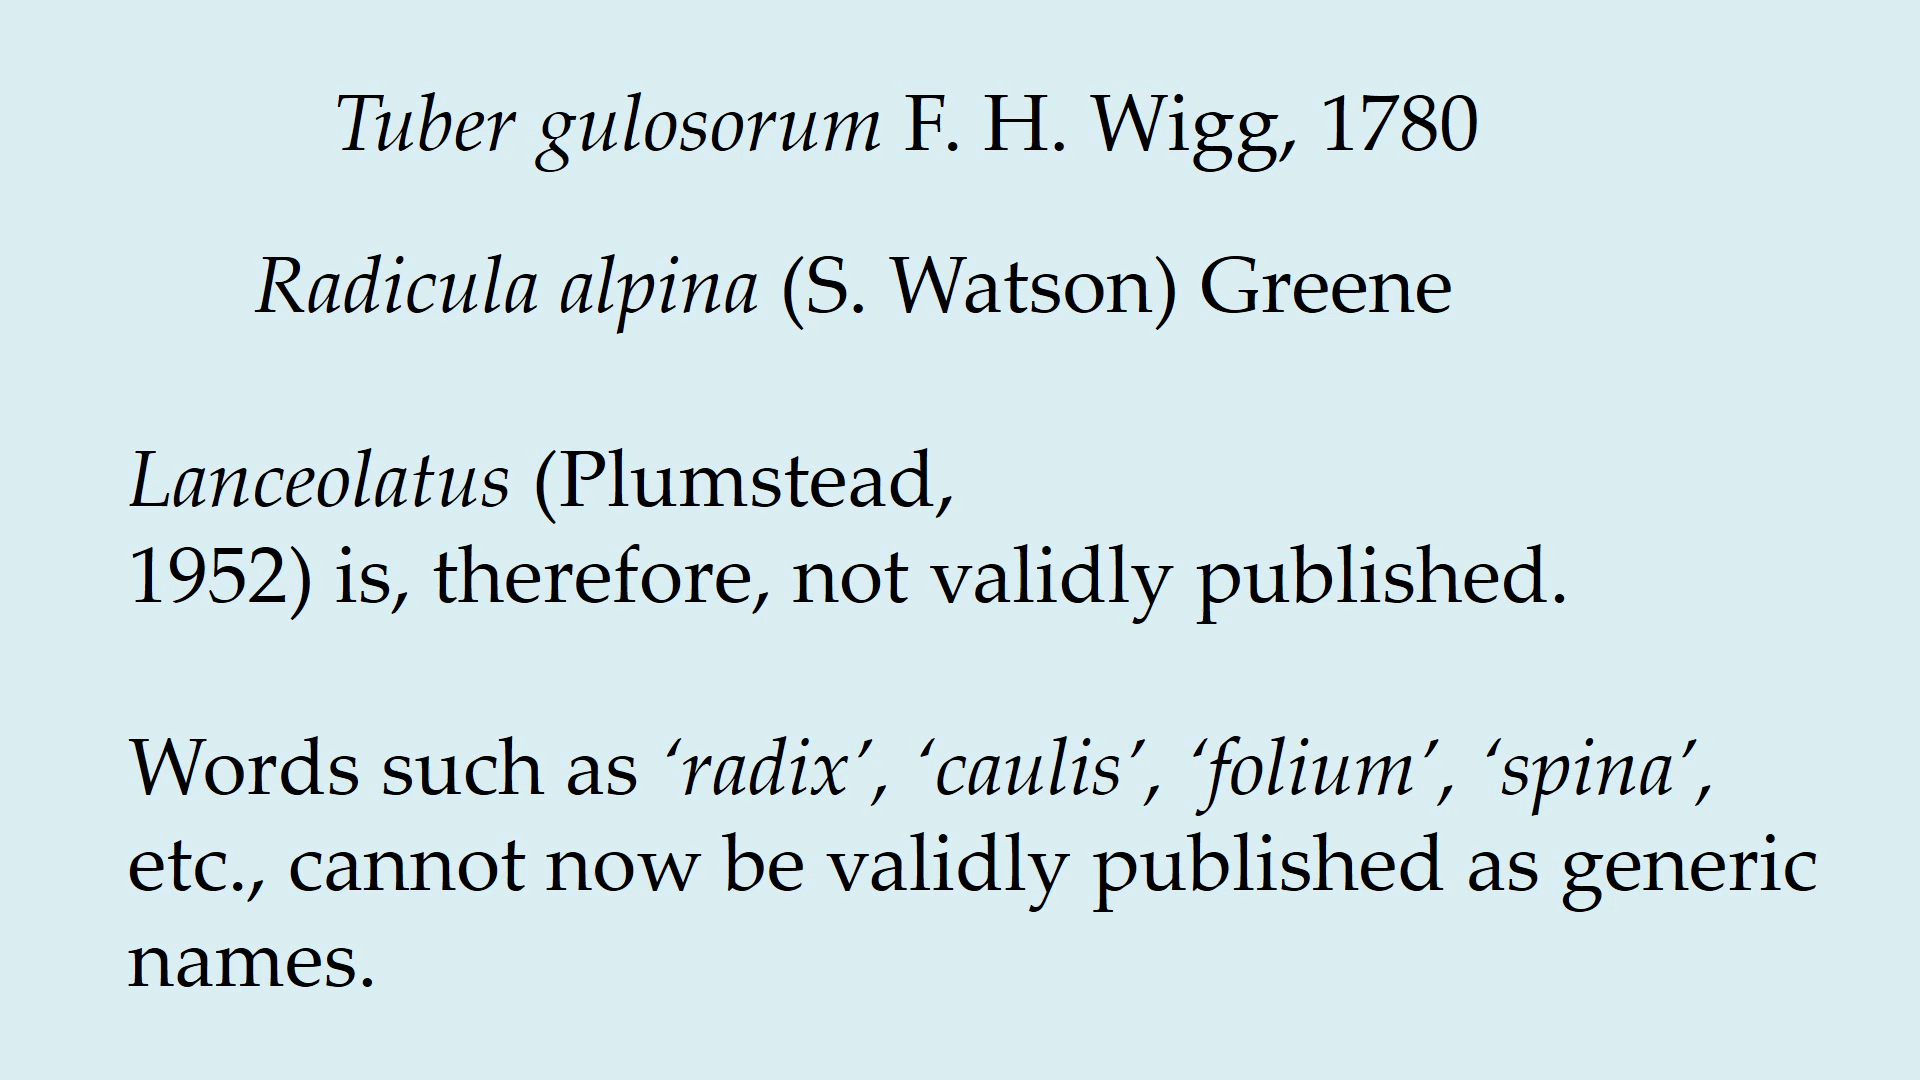 Tuber gulosorum F. H. Wigg, 1780
Radicula alpina (S. Watson) Greene
Lanceolatus (Plumstead,
1952) is, therefore, not validly published.
Words such as ‘radix’, ‘caulis’, ‘folium’, ‘spina’,
etc., cannot now be validly published as generic
names.